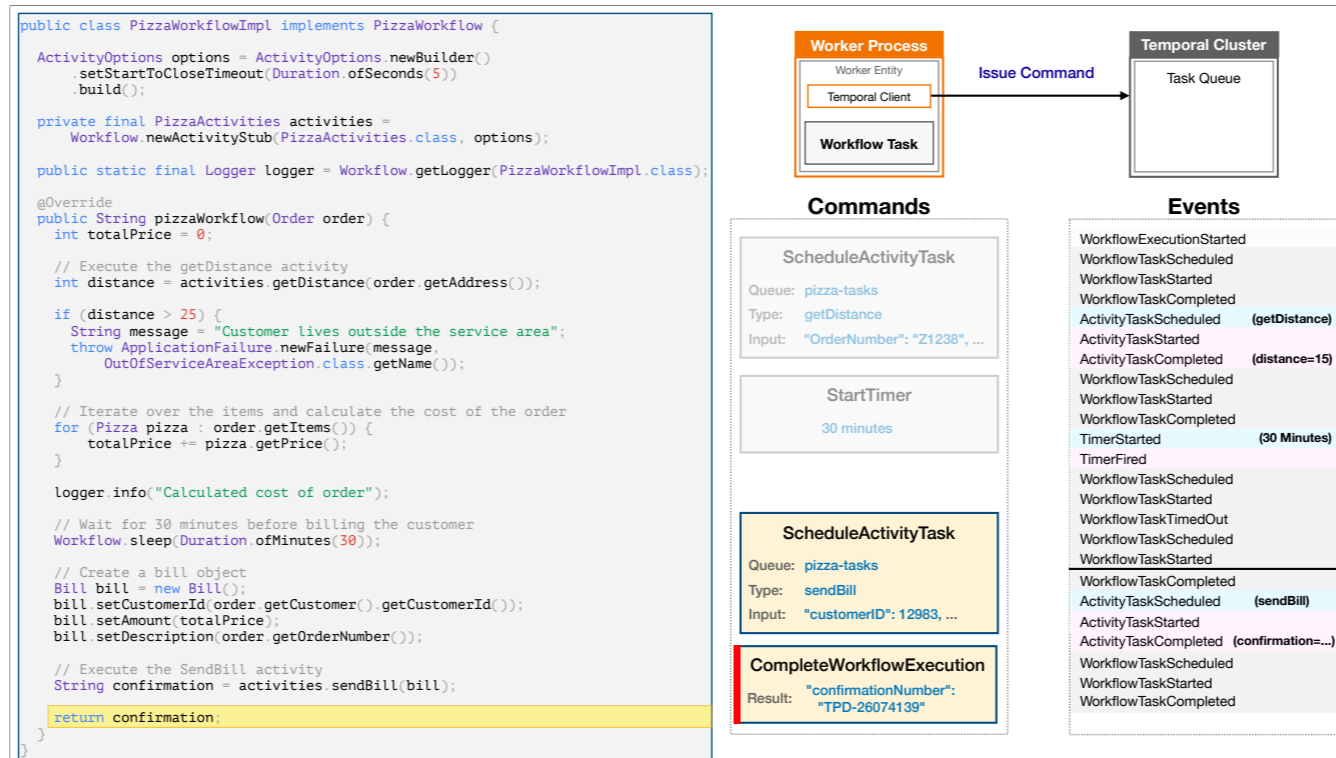 public class PizzaWorkflowImpl implements PizzaWorkflow {
ActivityOptions options = ActivityOptions.newBuilder()
.setStartToCloseTimeout(Duration.ofSeconds(5))
.build();
private final PizzaActivities activities =
Workflow.newActivityStub(PizzaActivities.class, options);
public static final Logger logger = Workflow.getLogger(PizzaWorkflowImpl.class);
@Override
public String pizzaWorkflow(Order order) {
int totalPrice = 0;
// Execute the getDistance activity
int distance = activities.getDistance(order.getAddress());
if (distance > 25) {
String message = "Customer lives outside the service area";
throw ApplicationFailure.newFailure(message,
OutOfServiceAreaException.class.getName());
}
// Iterate over the items and calculate the cost of the order
for (Pizza pizza : order.getItems()) {
totalPrice += pizza.getPrice();
}
logger.info("Calculated cost of order");
// Wait for 30 minutes before billing the customer
Workflow.sleep(Duration.ofMinutes(30));
// Create a bill object
Bill bill = new Bill();
bill.setCustomerId(order.getCustomer().getCustomerId());
bill.setAmount(totalPrice);
bill.setDescription(order.getOrderNumber());
// Execute the SendBill activity
String confirmation = activities.sendBill(bill);
return confirmation;
}
}
Worker Process
Worker Entity
Temporal Client
Workflow Task
Issue Command
Temporal Cluster
Task Queue
Commands
ScheduleActivityTask
Queue: pizza-tasks
Type: getDistance
Input: "OrderNumber": "Z1238", ...
StartTimer
30 minutes
ScheduleActivityTask
Queue: pizza-tasks
Type: sendBill
Input: "customerID": 12983, ...
CompleteWorkflowExecution
Result: "confirmationNumber":
"TPD-26074139"
Events
WorkflowExecutionStarted
WorkflowTaskScheduled
WorkflowTaskStarted
WorkflowTaskCompleted
ActivityTaskScheduled (getDistance)
ActivityTaskStarted
ActivityTaskCompleted (distance=15)
WorkflowTaskScheduled
WorkflowTaskStarted
WorkflowTaskCompleted
TimerStarted (30 Minutes)
TimerFired
WorkflowTaskScheduled
WorkflowTaskStarted
WorkflowTaskTimedOut
WorkflowTaskScheduled
WorkflowTaskStarted
WorkflowTaskCompleted
ActivityTaskScheduled (sendBill)
ActivityTaskStarted
ActivityTaskCompleted (confirmation=...)
WorkflowTaskScheduled
WorkflowTaskStarted
WorkflowTaskCompleted